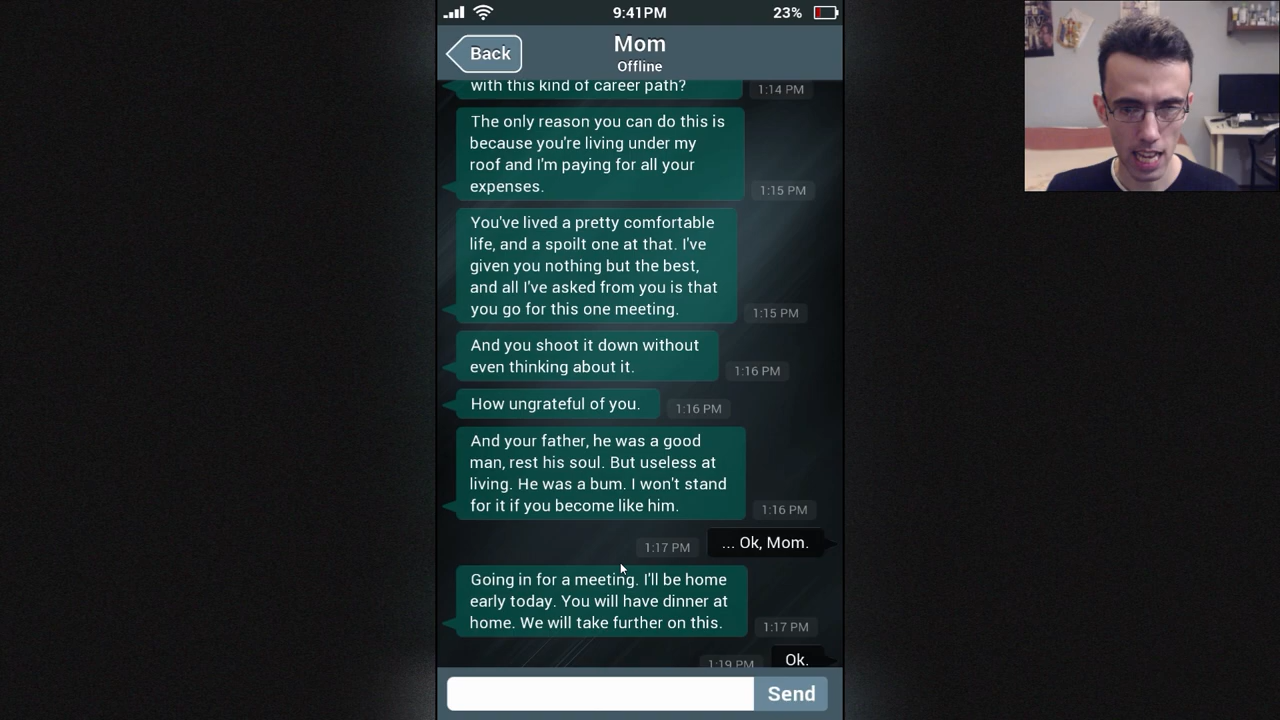 9:41PM
23%
Back
Mom
Offline
with this kind of career path?
1:14 PM
The only reason you can do this is
because you're living under my
roof and I'm paying for all your
expenses.
1:15 PM
You've lived a pretty comfortable
life, and a spoilt one at that. I've
given you nothing but the best,
and all I've asked from you is that
you go for this one meeting.
1:15 PM
And you shoot it down without
even thinking about it.
1:16 PM
How ungrateful of you.
1:16 PM
And your father, he was a good
man, rest his soul. But useless at
living. He was a bum. I won't stand
for it if you become like him.
1:16 PM
... Ok, Mom.
1:17 PM
Going in for a meeting. I'll be home
early today. You will have dinner at
home. We will take further on this.
1:17 PM
Ok.
1:19 PM
Send